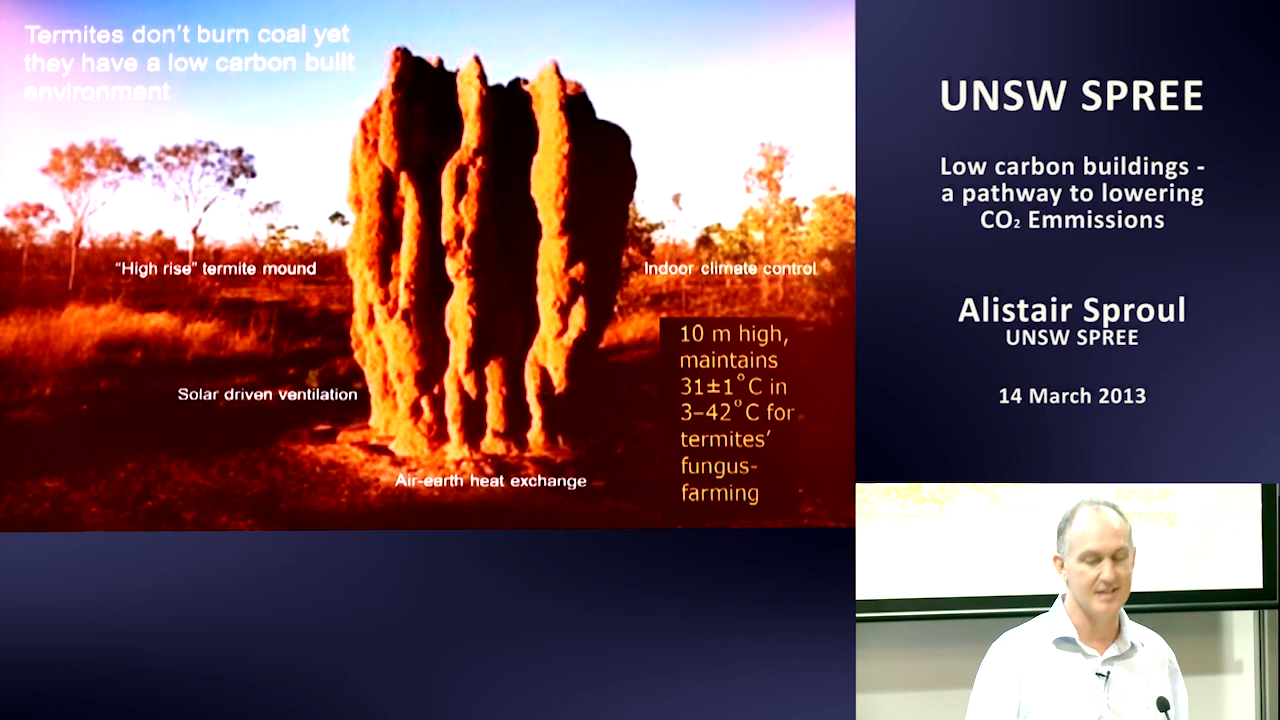 Termites don't burn coal yet
they have a low carbon built
environment
"High rise" termite mound
Indoor climate control
Solar driven ventilation
Air-earth heat exchange
10 m high,
maintains
31±1°C in
3–42°C for
termites'
fungus-
farming
UNSW SPREE
Low carbon buildings -
a pathway to lowering
CO₂ Emmissions
Alistair Sproul
UNSW SPREE
14 March 2013
fungus-
farming